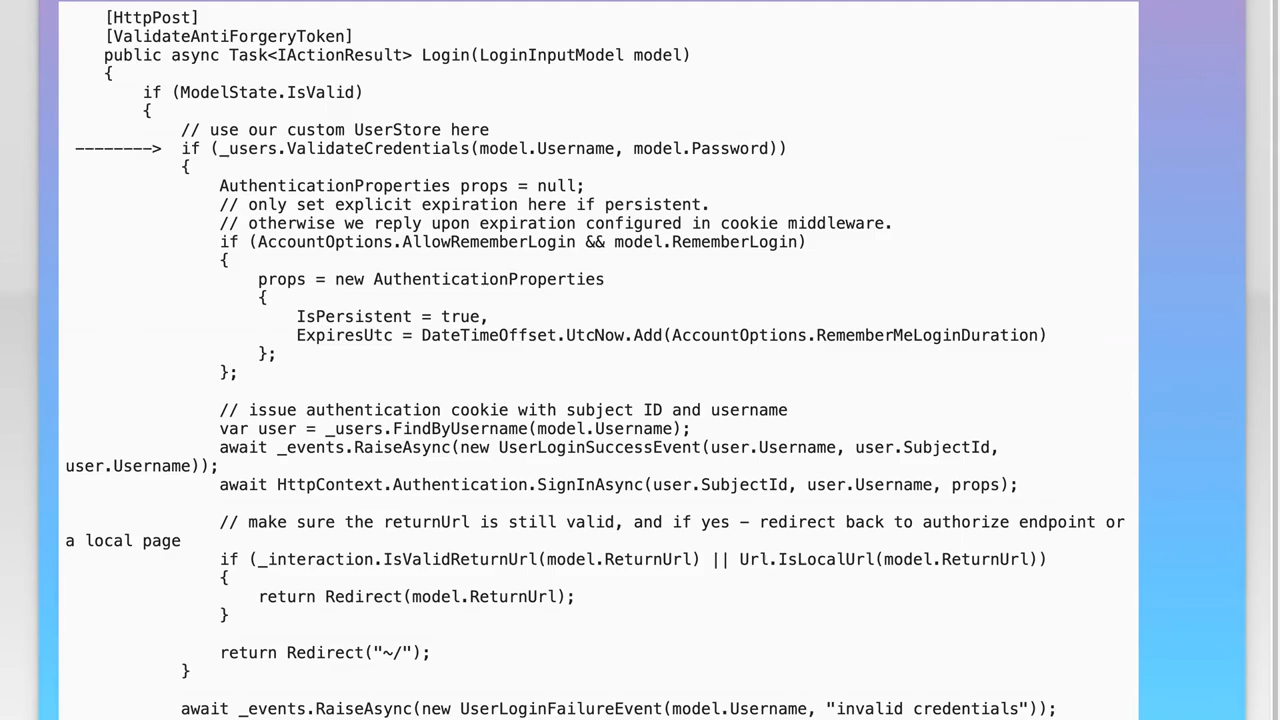 [HttpPost]
[ValidateAntiForgeryToken]
public async Task<IActionResult> Login(LoginInputModel model)
{
if (ModelState.IsValid)
{
// use our custom UserStore here
--------> if (_users.ValidateCredentials(model.Username, model.Password))
{
AuthenticationProperties props = null;
// only set explicit expiration here if persistent.
// otherwise we reply upon expiration configured in cookie middleware.
if (AccountOptions.AllowRememberLogin && model.RememberLogin)
{
props = new AuthenticationProperties
{
IsPersistent = true,
ExpiresUtc = DateTimeOffset.UtcNow.Add(AccountOptions.RememberMeLoginDuration)
};
};
// issue authentication cookie with subject ID and username
var user = _users.FindByUsername(model.Username);
await _events.RaiseAsync(new UserLoginSuccessEvent(user.Username, user.SubjectId,
user.Username));
await HttpContext.Authentication.SignInAsync(user.SubjectId, user.Username, props);
// make sure the returnUrl is still valid, and if yes - redirect back to authorize endpoint or
a local page
if (_interaction.IsValidReturnUrl(model.ReturnUrl) || Url.IsLocalUrl(model.ReturnUrl))
{
return Redirect(model.ReturnUrl);
}
return Redirect("~/");
}
await _events.RaiseAsync(new UserLoginFailureEvent(model.Username, "invalid credentials"));